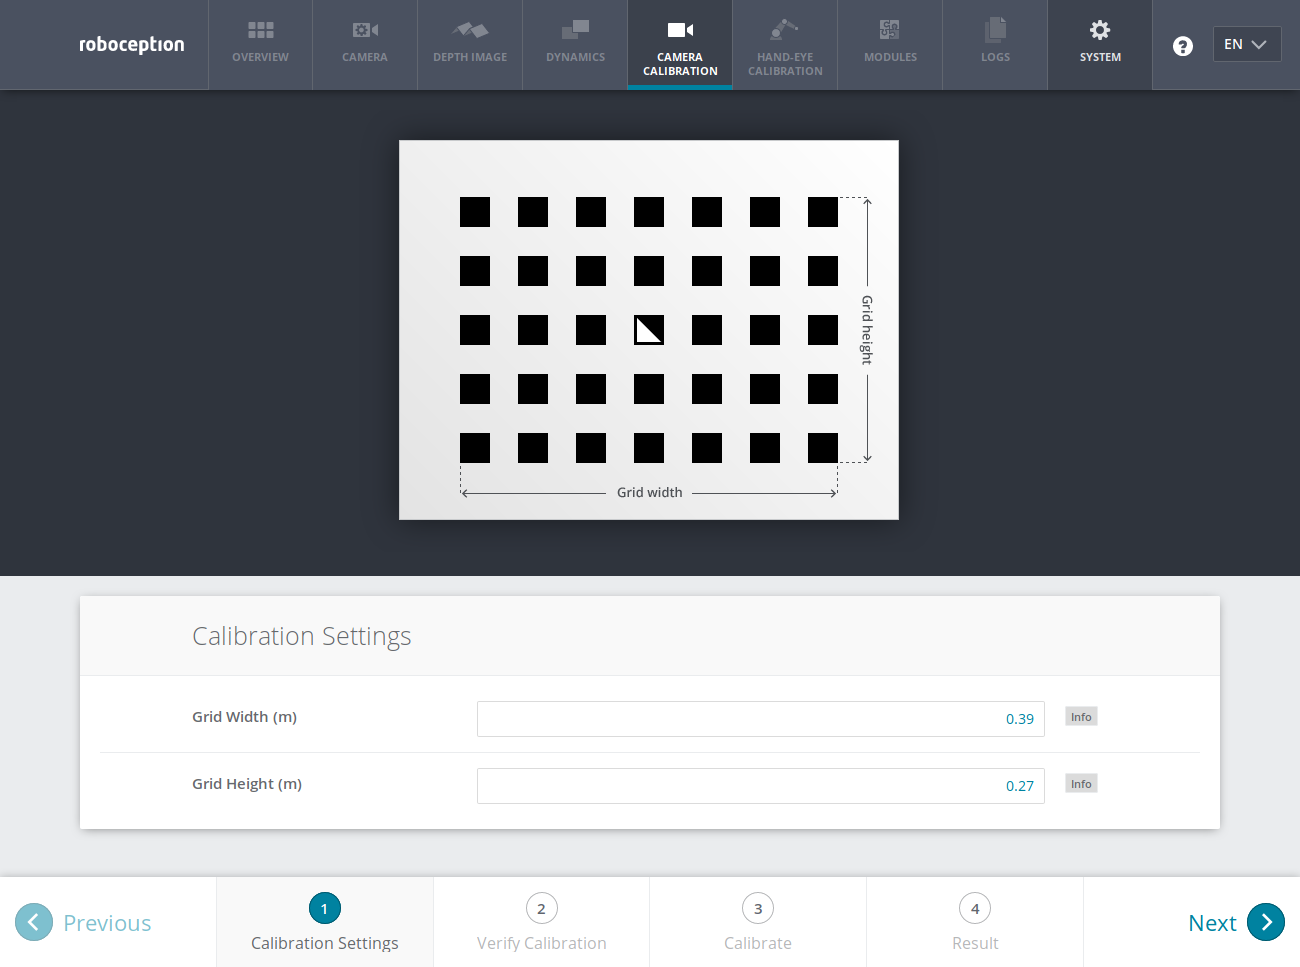 roboception
OVERVIEW
CAMERA
DEPTH IMAGE
DYNAMICS
CAMERA
CALIBRATION
HAND-EYE
CALIBRATION
MODULES
LOGS
SYSTEM
?
EN
Grid height
Grid width
Calibration Settings
Grid Width (m)
0.39
Info
Grid Height (m)
0.27
Info
Previous
1
Calibration Settings
2
Verify Calibration
3
Calibrate
4
Result
Next